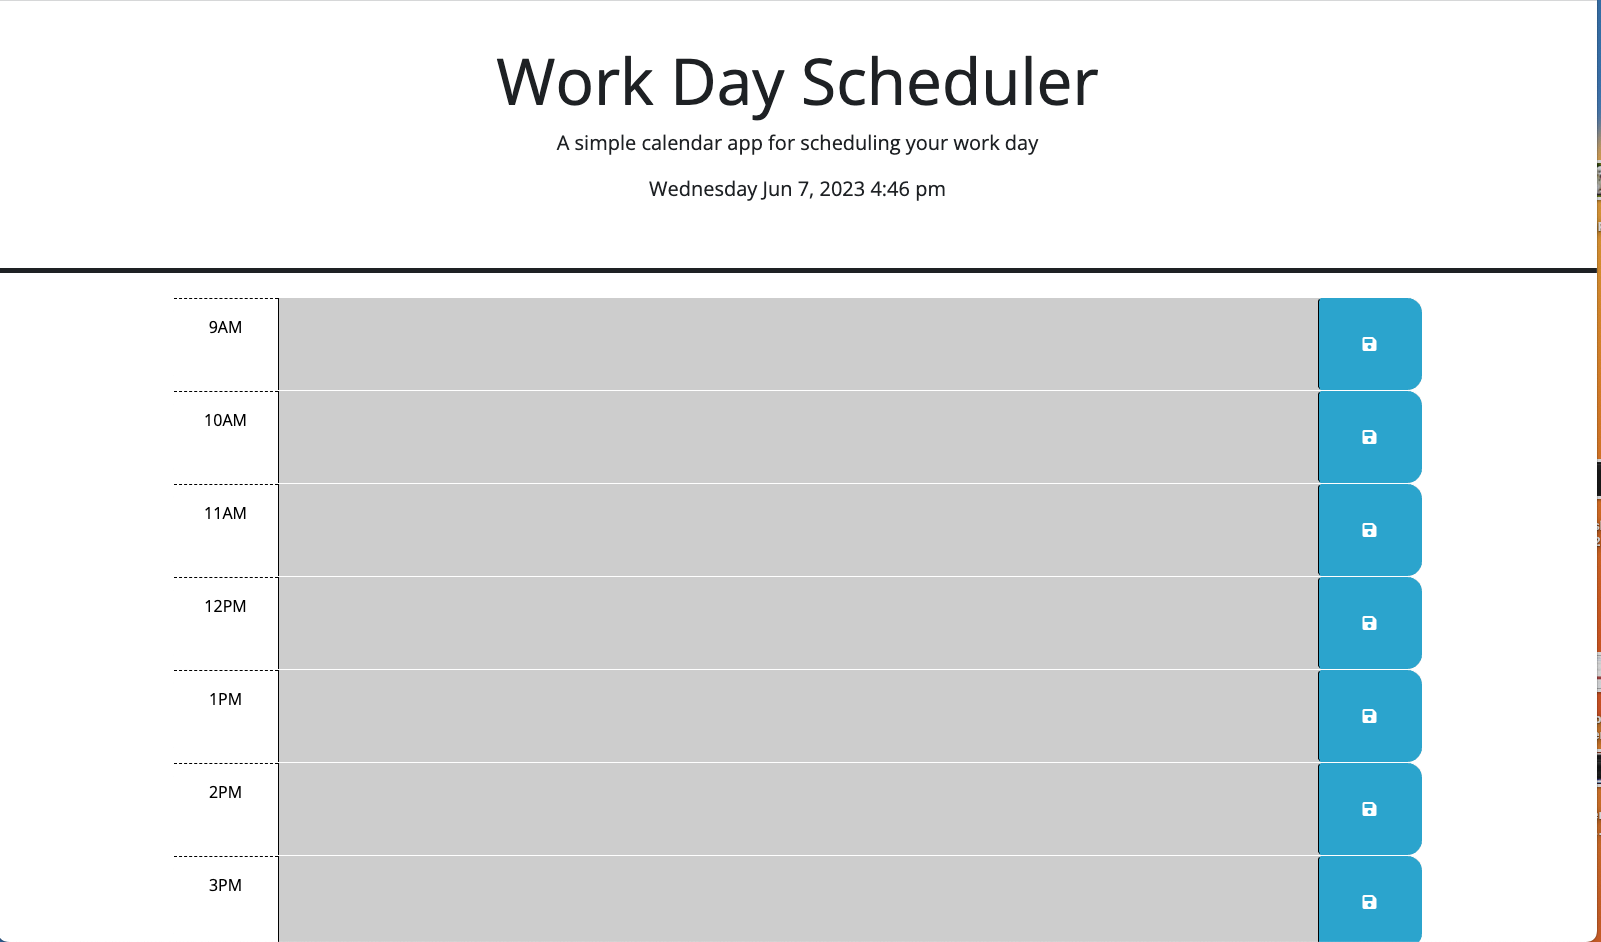 Work Day Scheduler
A simple calendar app for scheduling your work day
Wednesday Jun 7, 2023 4:46 pm
9AM
10AM
11AM
12PM
1PM
2PM
3PM